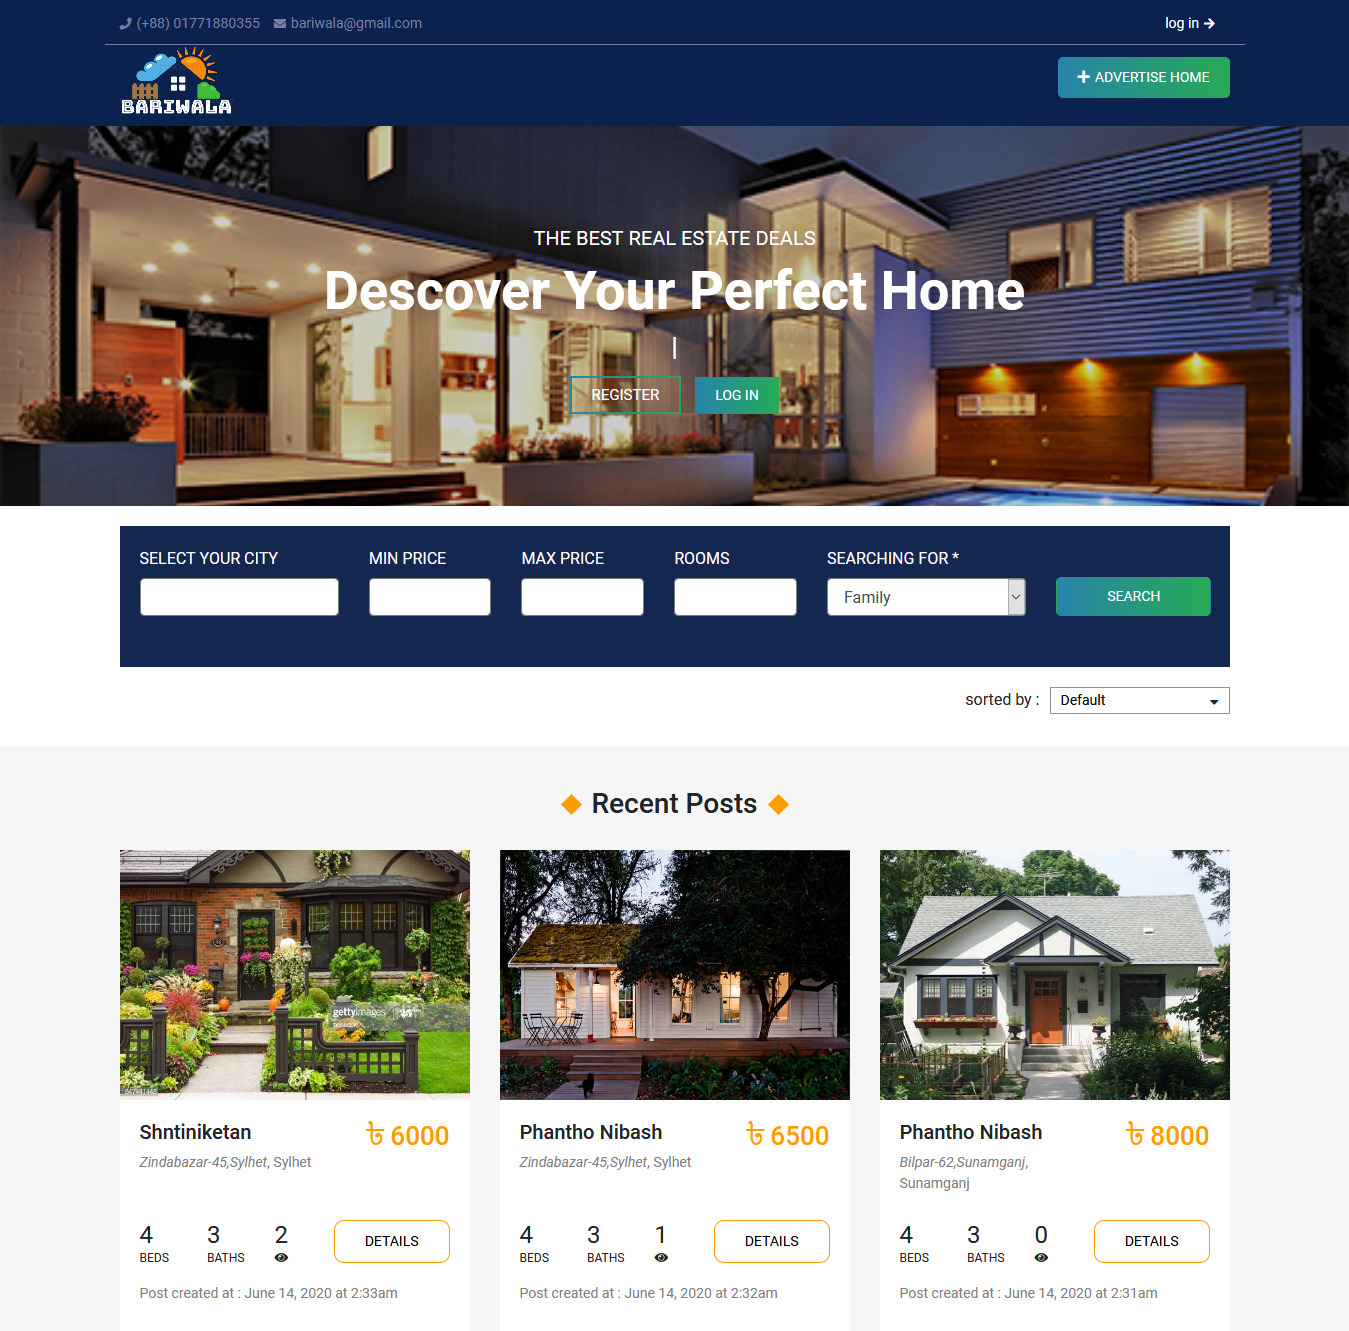 (+88) 01771880355 bariwala@gmail.com log in
BARIWALA
ADVERTISE HOME
THE BEST REAL ESTATE DEALS
Descover Your Perfect Home
|
REGISTER LOG IN
SELECT YOUR CITY MIN PRICE MAX PRICE ROOMS SEARCHING FOR *
Family SEARCH
sorted by : Default
Recent Posts
gettyimages
Shntiniketan ৳ 6000
Zindabazar-45,Sylhet, Sylhet
4 3 2
BEDS BATHS DETAILS
Post created at : June 14, 2020 at 2:33am
Phantho Nibash ৳ 6500
Zindabazar-45,Sylhet, Sylhet
4 3 1
BEDS BATHS DETAILS
Post created at : June 14, 2020 at 2:32am
Phantho Nibash ৳ 8000
Bilpar-62,Sunamganj,
Sunamganj
4 3 0
BEDS BATHS DETAILS
Post created at : June 14, 2020 at 2:31am